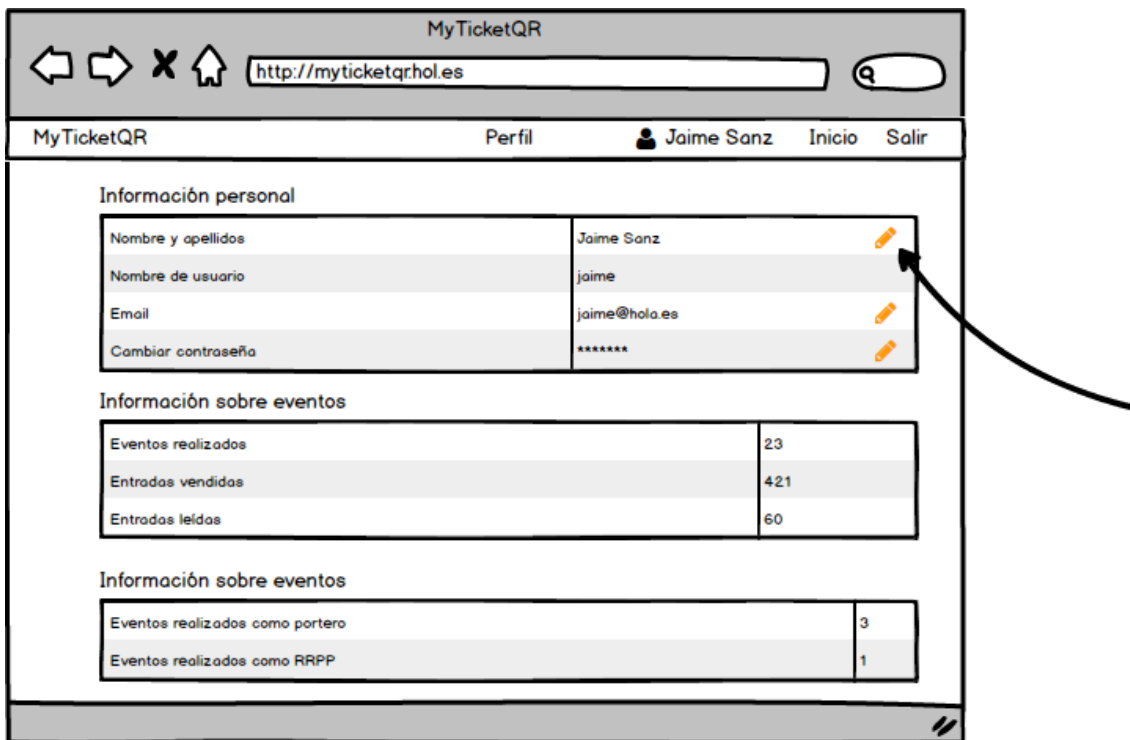 MyTicketQR
http://myticketqr.hol.es
MyTicketQR Perfil Jaime Sanz Inicio Salir
Información personal
Nombre y apellidos Jaime Sanz
Nombre de usuario jaime
Email jaime@hola.es
Cambiar contraseña *******
Información sobre eventos
Eventos realizados 23
Entradas vendidas 421
Entradas leídas 60
Información sobre eventos
Eventos realizados como portero 3
Eventos realizados como RRPP 1